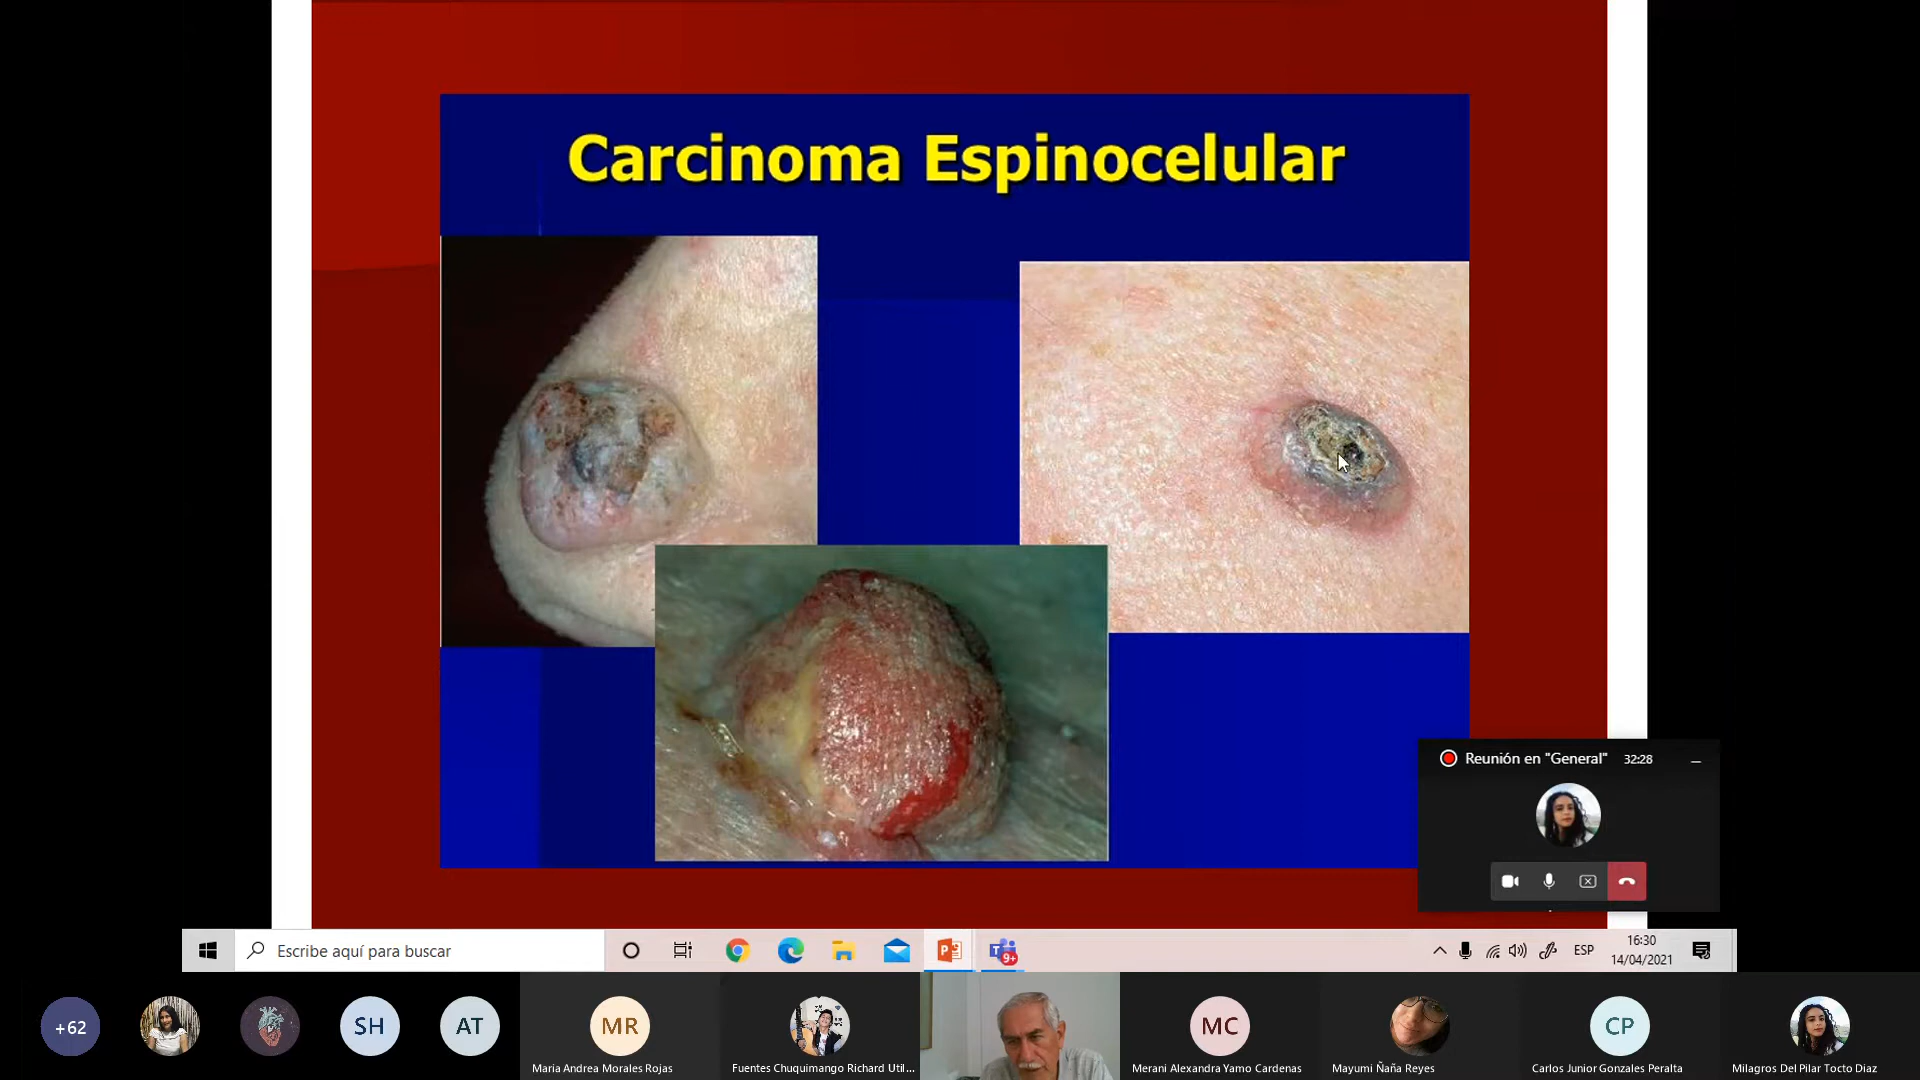 Carcinoma Espinocelular
Reunión en "General" 32:28
Escribe aquí para buscar
9+
ESP
16:30
14/04/2021
+62
SH
AT
MR
MC
CP
Maria Andrea Morales Rojas
Fuentes Chuquimango Richard Util...
Merani Alexandra Yamo Cardenas
Mayumi Ñaña Reyes
Carlos Junior Gonzales Peralta
Milagros Del Pilar Tocto Diaz